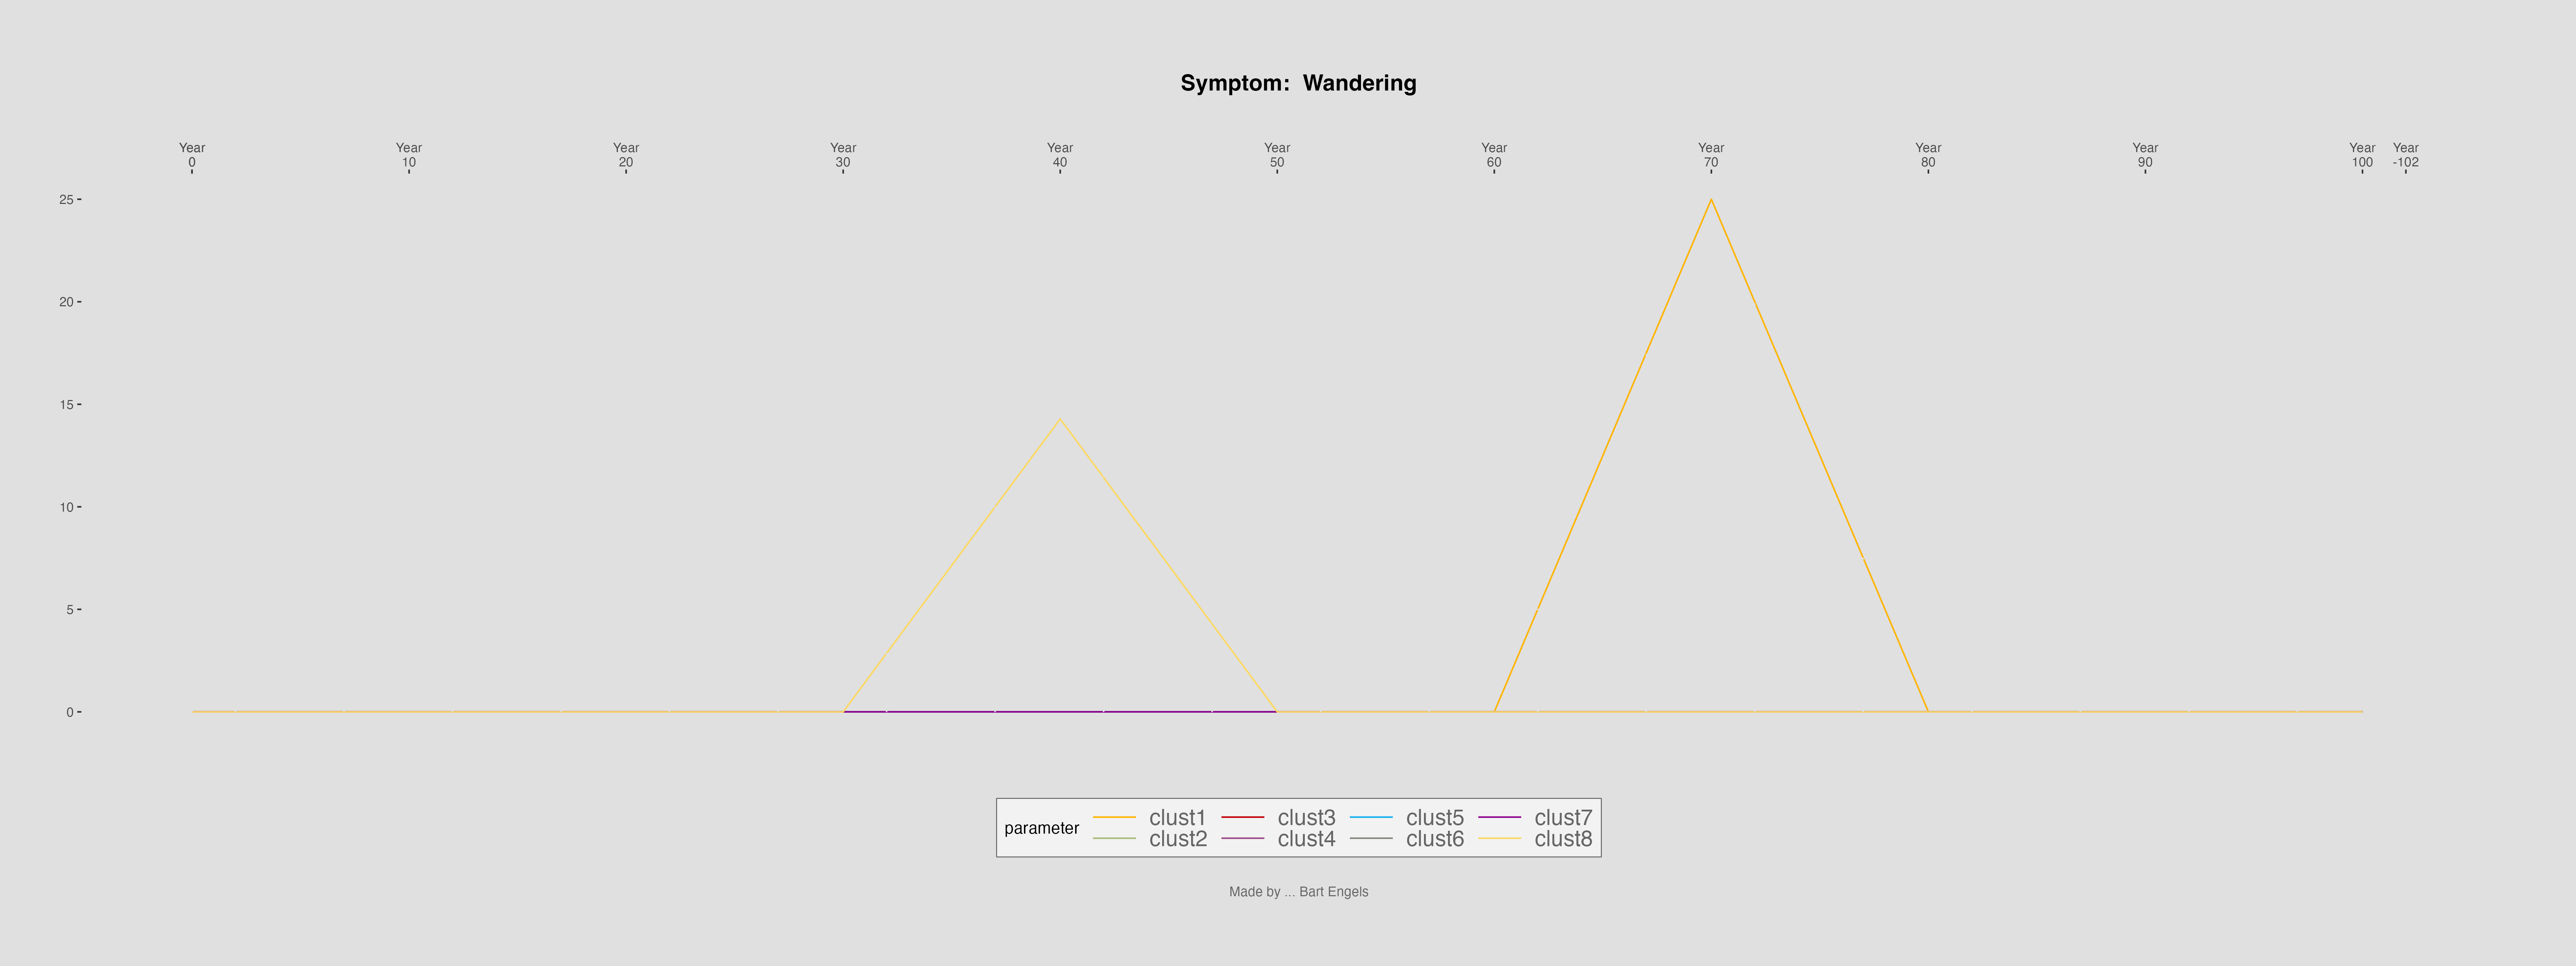 Symptom:  Wandering
Year Year Year Year Year Year Year Year Year Year Year Year
0 10 20 30 40 50 60 70 80 90 100 -102
25
20
15
10
5
0
parameter
clust1 clust3 clust5 clust7
clust2 clust4 clust6 clust8
Made by ... Bart Engels